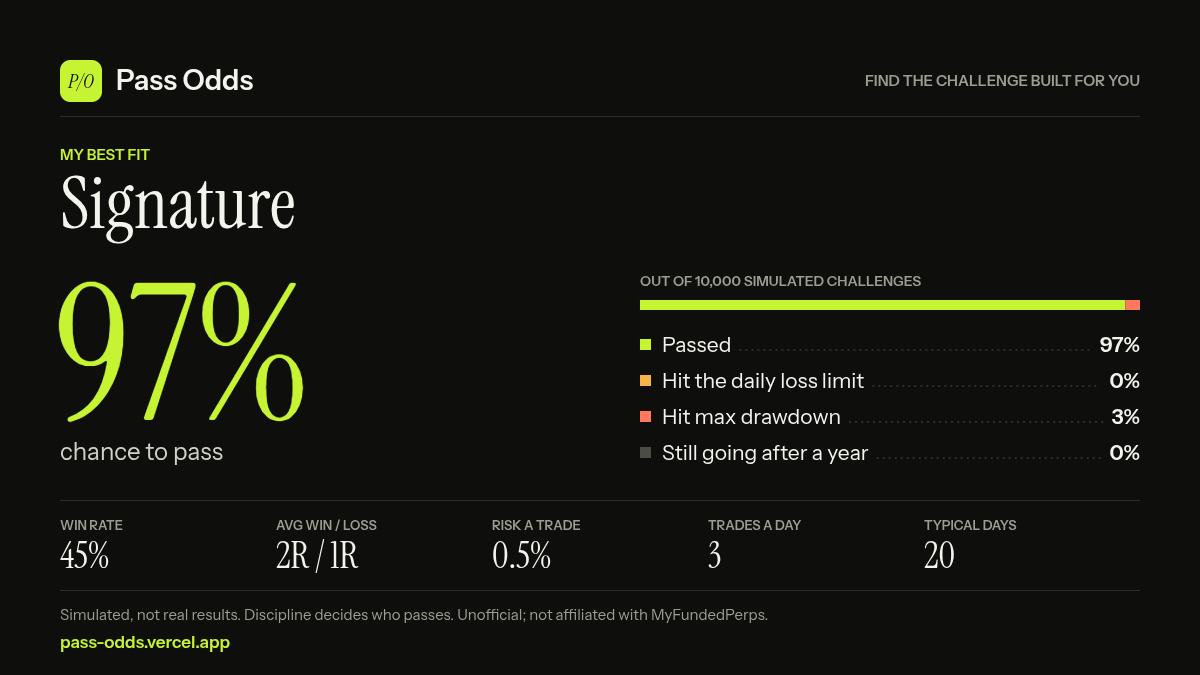 P/O
Pass Odds
FIND THE CHALLENGE BUILT FOR YOU
MY BEST FIT
Signature
97%
chance to pass
OUT OF 10,000 SIMULATED CHALLENGES
Passed 97%
Hit the daily loss limit 0%
Hit max drawdown 3%
Still going after a year 0%
WIN RATE
45%
AVG WIN / LOSS
2R / 1R
RISK A TRADE
0.5%
TRADES A DAY
3
TYPICAL DAYS
20
Simulated, not real results. Discipline decides who passes. Unofficial; not affiliated with MyFundedPerps.
pass-odds.vercel.app